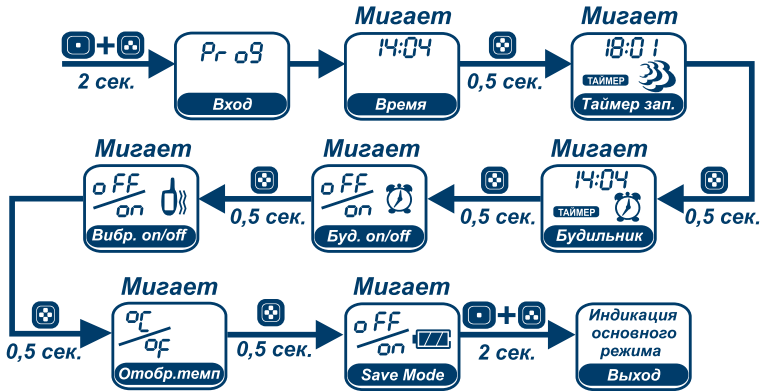 Мигает
Мигает
+
Prog
14:04
18:01
ТАЙМЕР
2 сек.
Вход
Время
0,5 сек.
Таймер зап.
Мигает
Мигает
Мигает
oFF
on
oFF
on
14:04
ТАЙМЕР
0,5 сек.
0,5 сек.
0,5 сек.
Вибр. on/off
Буд. on/off
Будильник
Мигает
Мигает
°C
°F
oFF
on
+
Индикация
основного
режима
0,5 сек.
0,5 сек.
2 сек.
Отобр.темп
Save Mode
Выход